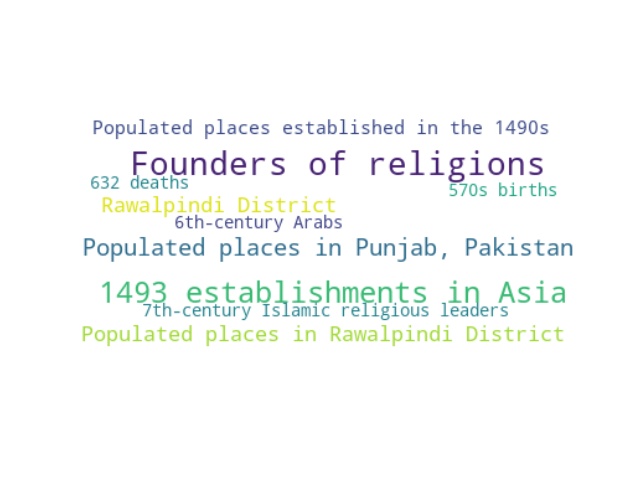 Populated places established in the 1490s
Founders of religions
632 deaths
570s births
Rawalpindi District
6th-century Arabs
Populated places in Punjab, Pakistan
1493 establishments in Asia
7th-century Islamic religious leaders
Populated places in Rawalpindi District